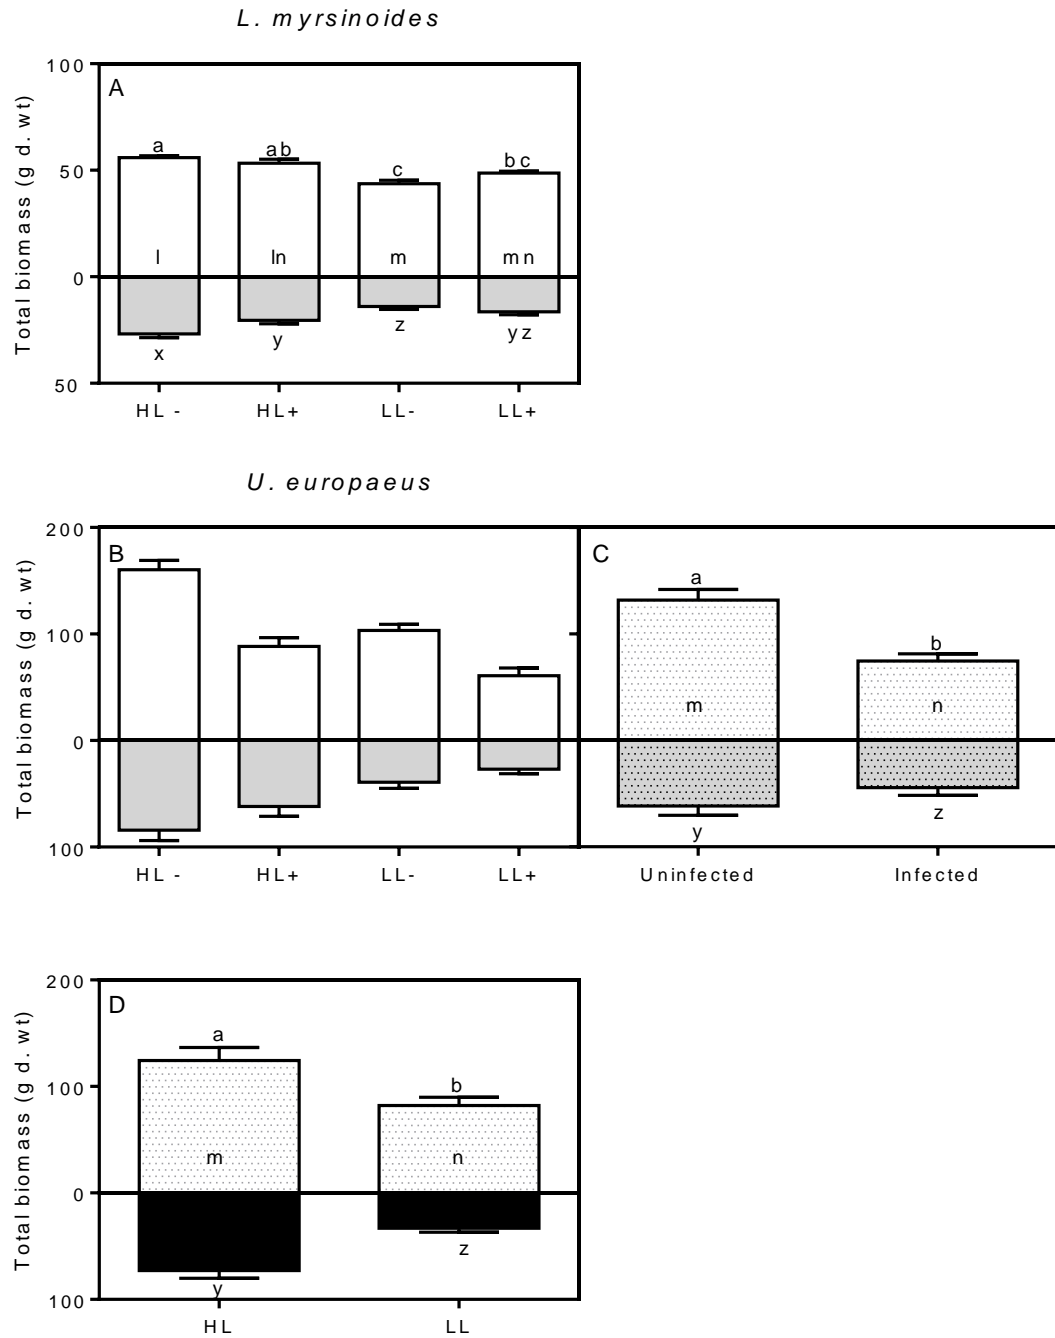 L. myrsinoides
Total biomass (g d. wt)
100
50
0
50
A
a
ab
c
bc
l
ln
m
mn
x
y
z
yz
HL -
HL+
LL-
LL+
U. europaeus
Total biomass (g d. wt)
200
100
0
100
B
HL -
HL+
LL-
LL+
C
a
b
m
n
y
z
Uninfected
Infected
Total biomass (g d. wt)
200
100
0
100
D
a
b
m
n
y
z
HL
LL